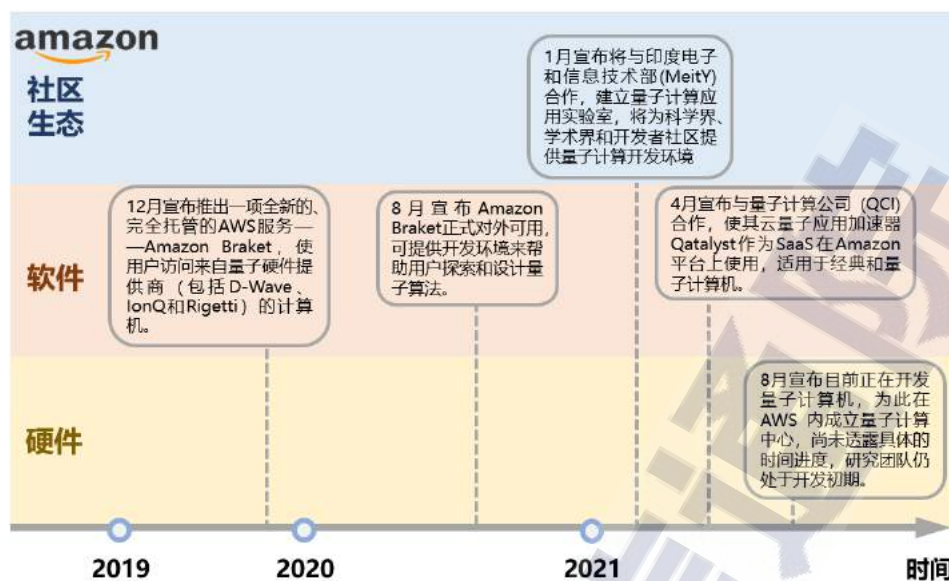 amazon
社区
生态
1月宣布将与印度电子
和信息技术部(MeitY)
合作，建立量子计算应
用实验室，将为科学界、
学术界和开发者社区提
供量子计算开发环境
软件
12月宣布推出一项全新的、
完全托管的AWS服务—
—Amazon Braket，使
用户访问来自量子硬件提
供商（包括D-Wave、
IonQ和Rigetti）的计算
机。
8月宣布Amazon
Braket正式对外可用，
可提供开发环境来帮
助用户探索和设计量
子算法。
4月宣布与量子计算公司 (QCI)
合作，使其云量子应用加速器
Qatalyst作为SaaS在Amazon
平台上使用，适用于经典和量
子计算机。
硬件
8月宣布目前正在开发
量子计算机，为此在
AWS 内成立量子计算
中心，尚未透露具体的
时间进度，研究团队仍
处于开发初期。
2019
2020
2021
时间